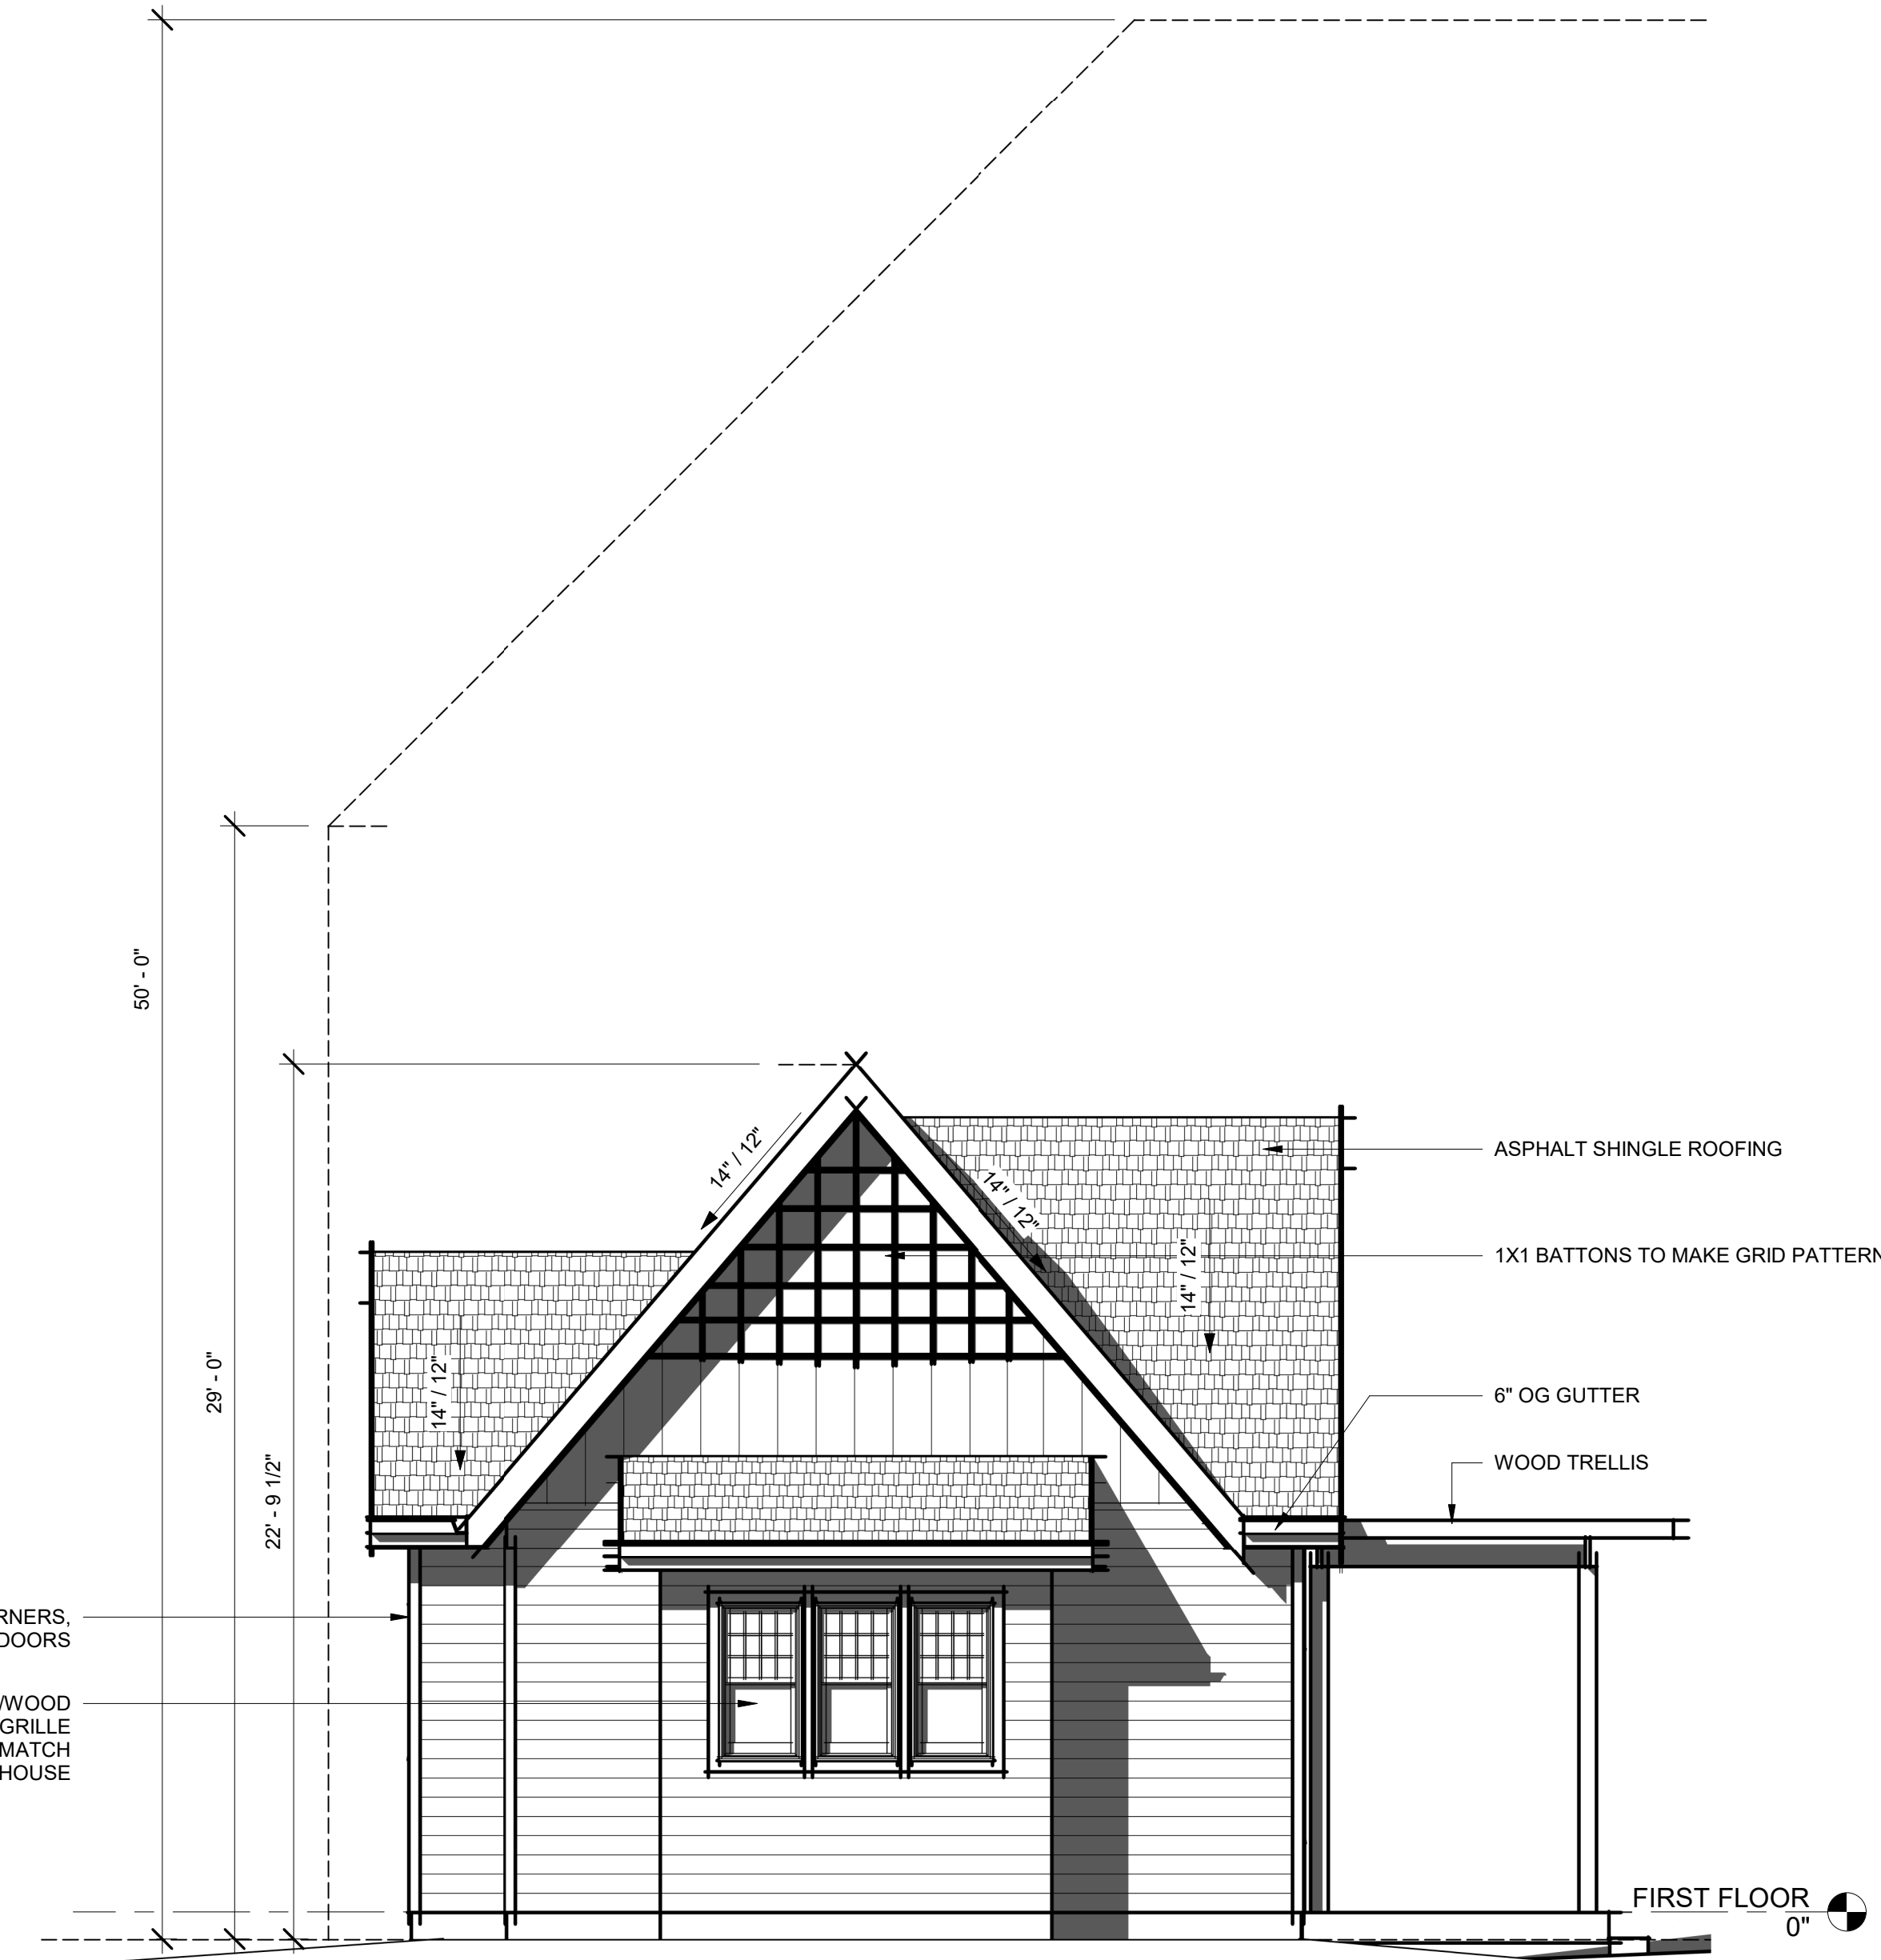 50' - 0"
29' - 0"
22' - 9 1/2"
14" / 12"
14" / 12"
14" / 12"
14" / 12"
ASPHALT SHINGLE ROOFING
1X1 BATTONS TO MAKE GRID PATTERN
6" OG GUTTER
WOOD TRELLIS
RNERS,
DOORS
/WOOD
GRILLE
MATCH
HOUSE
FIRST FLOOR
0"